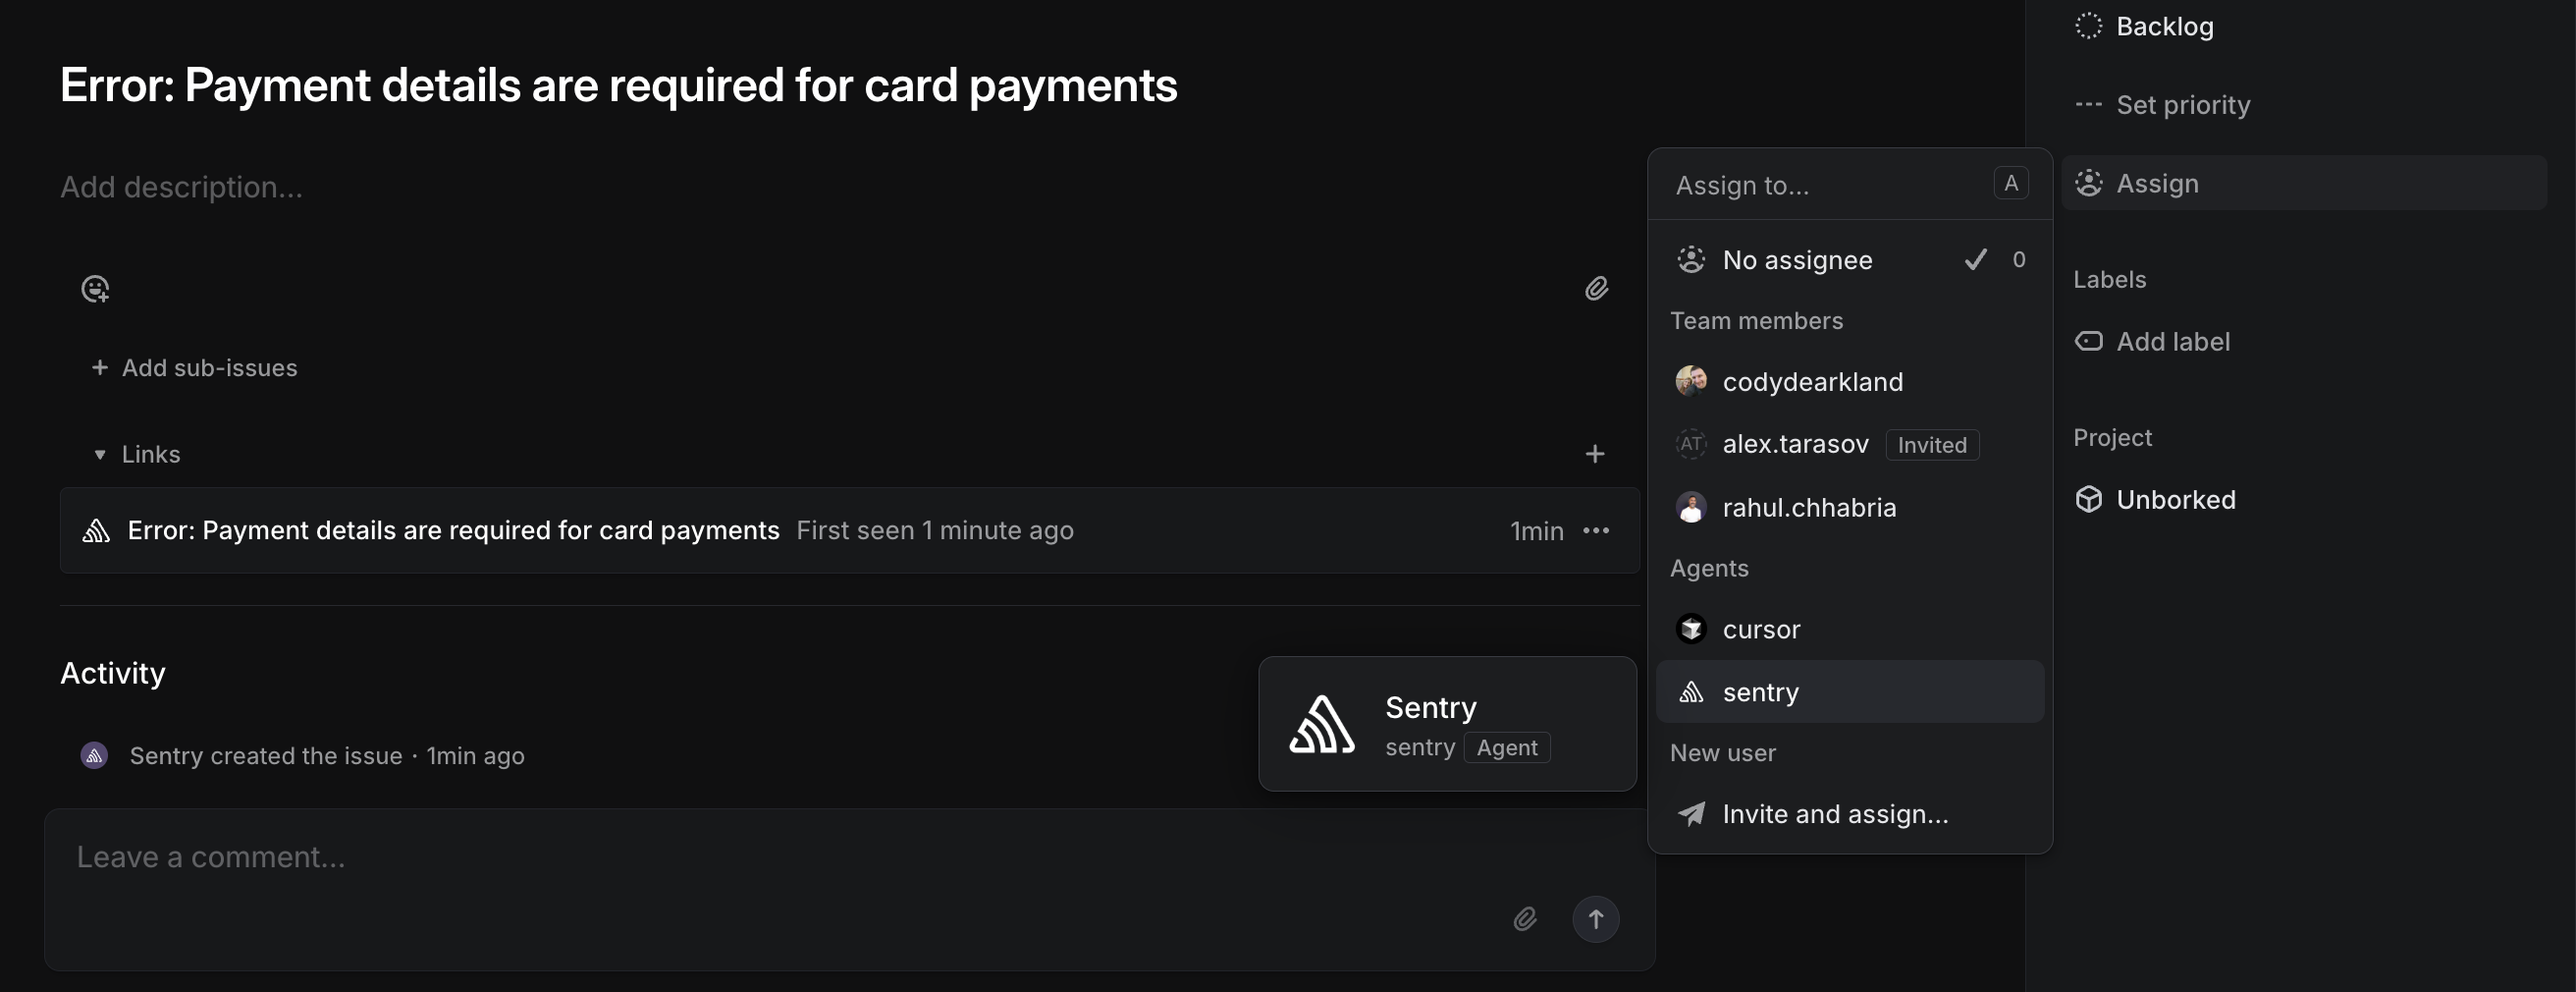 Error: Payment details are required for card payments
Add description...
Add sub-issues
Links
Error: Payment details are required for card payments First seen 1 minute ago 1min
Activity
Sentry created the issue · 1min ago
Leave a comment...
Sentry
sentry Agent
Assign to... A
No assignee 0
Team members
codydearkland
AT alex.tarasov Invited
rahul.chhabria
Agents
cursor
sentry
New user
Invite and assign...
Backlog
Set priority
Assign
Labels
Add label
Project
Unborked